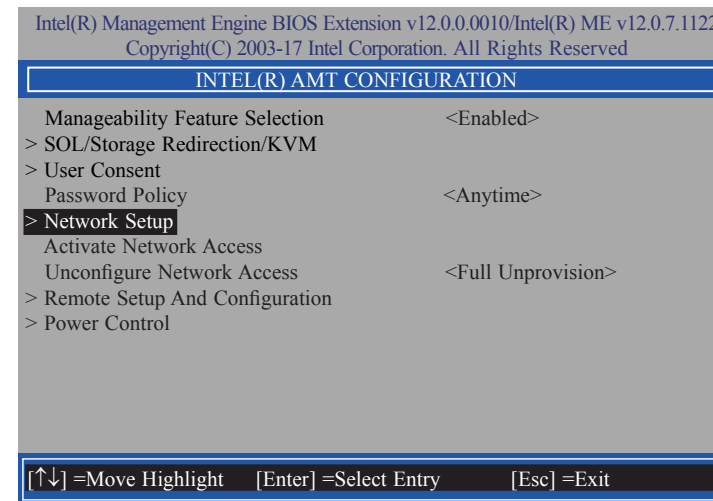 Intel(R) Management Engine BIOS Extension v12.0.0.0010/Intel(R) ME v12.0.7.1122
Copyright(C) 2003-17 Intel Corporation. All Rights Reserved
INTEL(R) AMT CONFIGURATION
Manageability Feature Selection <Enabled>
> SOL/Storage Redirection/KVM
> User Consent
Password Policy <Anytime>
> Network Setup
Activate Network Access
Unconfigure Network Access <Full Unprovision>
> Remote Setup And Configuration
> Power Control
[↑↓] =Move Highlight [Enter] =Select Entry [Esc] =Exit